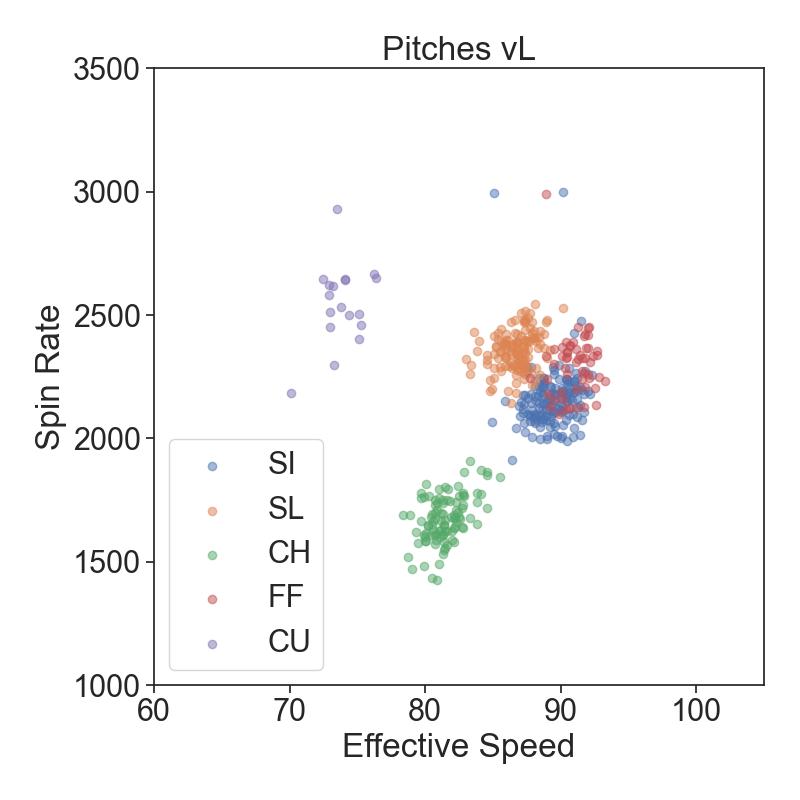 Pitches vL
3500
3000
2500
2000
1500
1000
Spin Rate
SI
SL
CH
FF
CU
60 70 80 90 100
Effective Speed